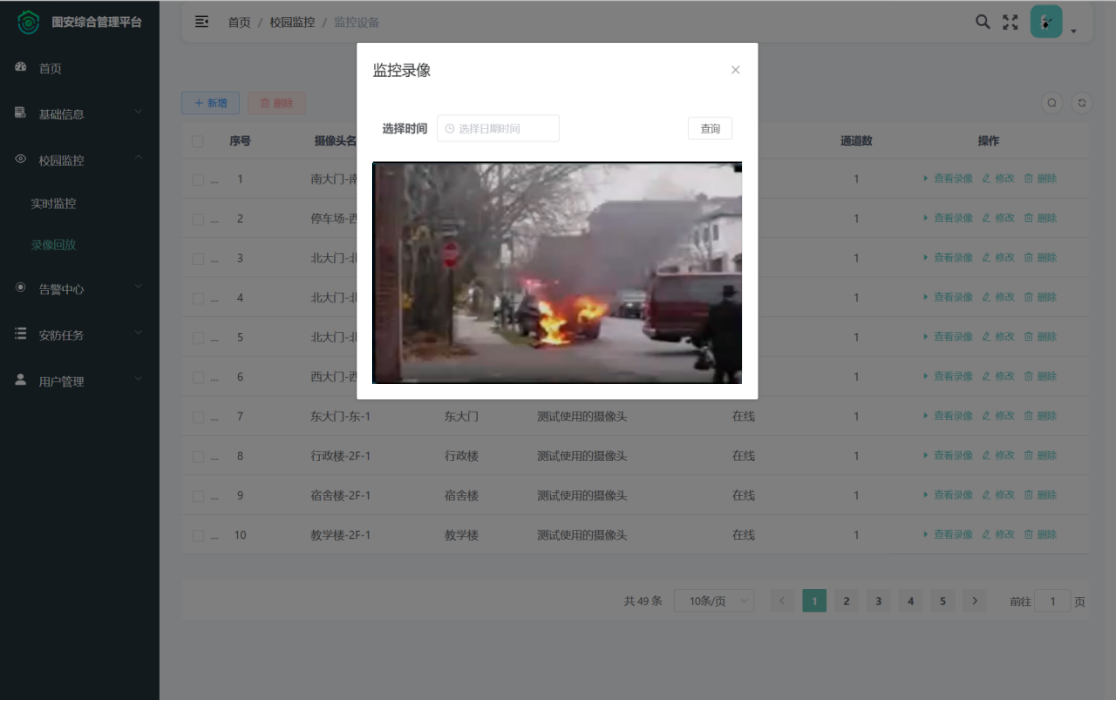 图安综合管理平台
首页 / 校园监控 / 监控设备
首页
基础信息
校园监控
实时监控
录像回放
告警中心
安防任务
用户管理
+ 新增 删除
监控录像
选择时间 选择日期时间 查询
序号 摄像头名 通道数 操作
1 南大门-南 1 查看录像 修改 删除
2 停车场-西 1 查看录像 修改 删除
3 北大门-北 1 查看录像 修改 删除
4 北大门-北 1 查看录像 修改 删除
5 北大门-北 1 查看录像 修改 删除
6 西大门-西 1 查看录像 修改 删除
7 东大门-东-1 东大门 测试使用的摄像头 在线 1 查看录像 修改 删除
8 行政楼-2F-1 行政楼 测试使用的摄像头 在线 1 查看录像 修改 删除
9 宿舍楼-2F-1 宿舍楼 测试使用的摄像头 在线 1 查看录像 修改 删除
10 教学楼-2F-1 教学楼 测试使用的摄像头 在线 1 查看录像 修改 删除
共 49 条 10条/页 < 1 2 3 4 5 > 前往 1 页